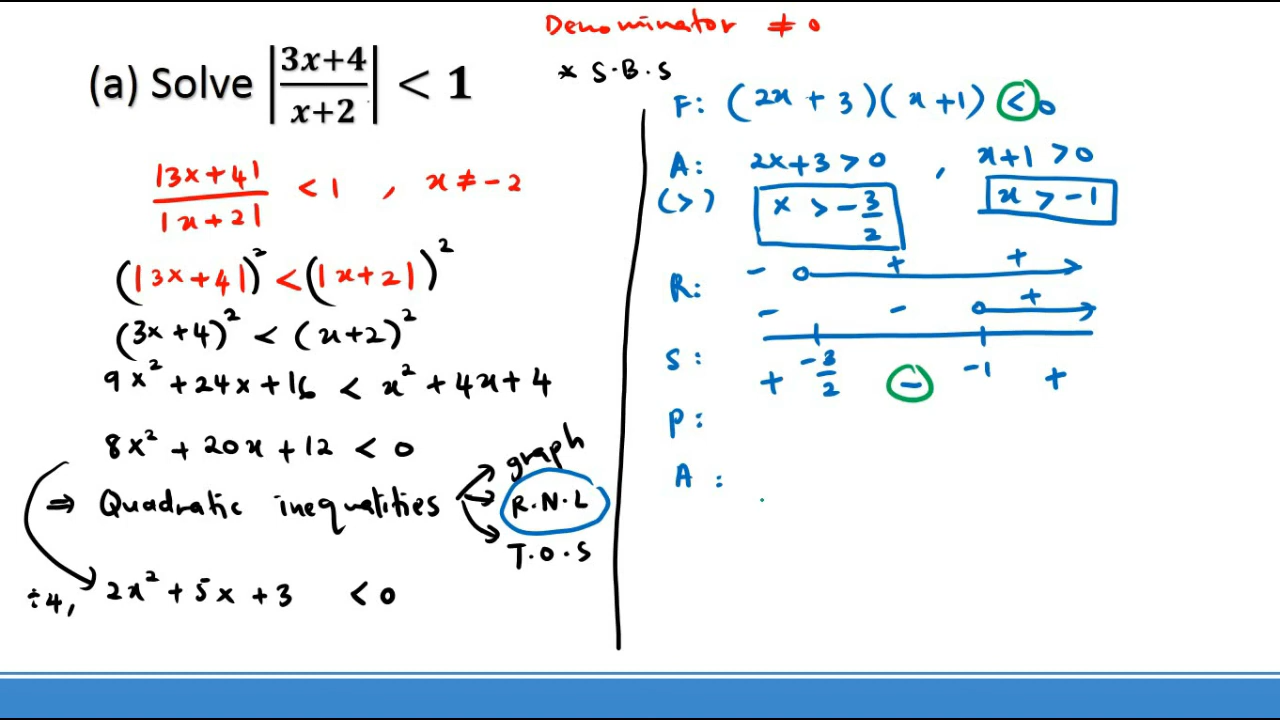 Denominator ≠ 0
(a) Solve |3x+4/x+2| < 1
* S.B.S
|3x+4|/|x+2| < 1 , x ≠ -2
(|3x+4|)² < (|x+2|)²
(3x+4)² < (x+2)²
9x² + 24x + 16 < x² + 4x + 4
8x² + 20x + 12 < 0
⇒ Quadratic inequalities
graph
R.N.L
T.O.S
÷4, 2x² + 5x + 3 < 0
F: (2x + 3)(x + 1) < 0
A: 2x+3 > 0 , x+1 > 0
(>) x > -3/2 x > -1
R: - + +
- - +
S: -3/2 -1
+ - +
P:
A: